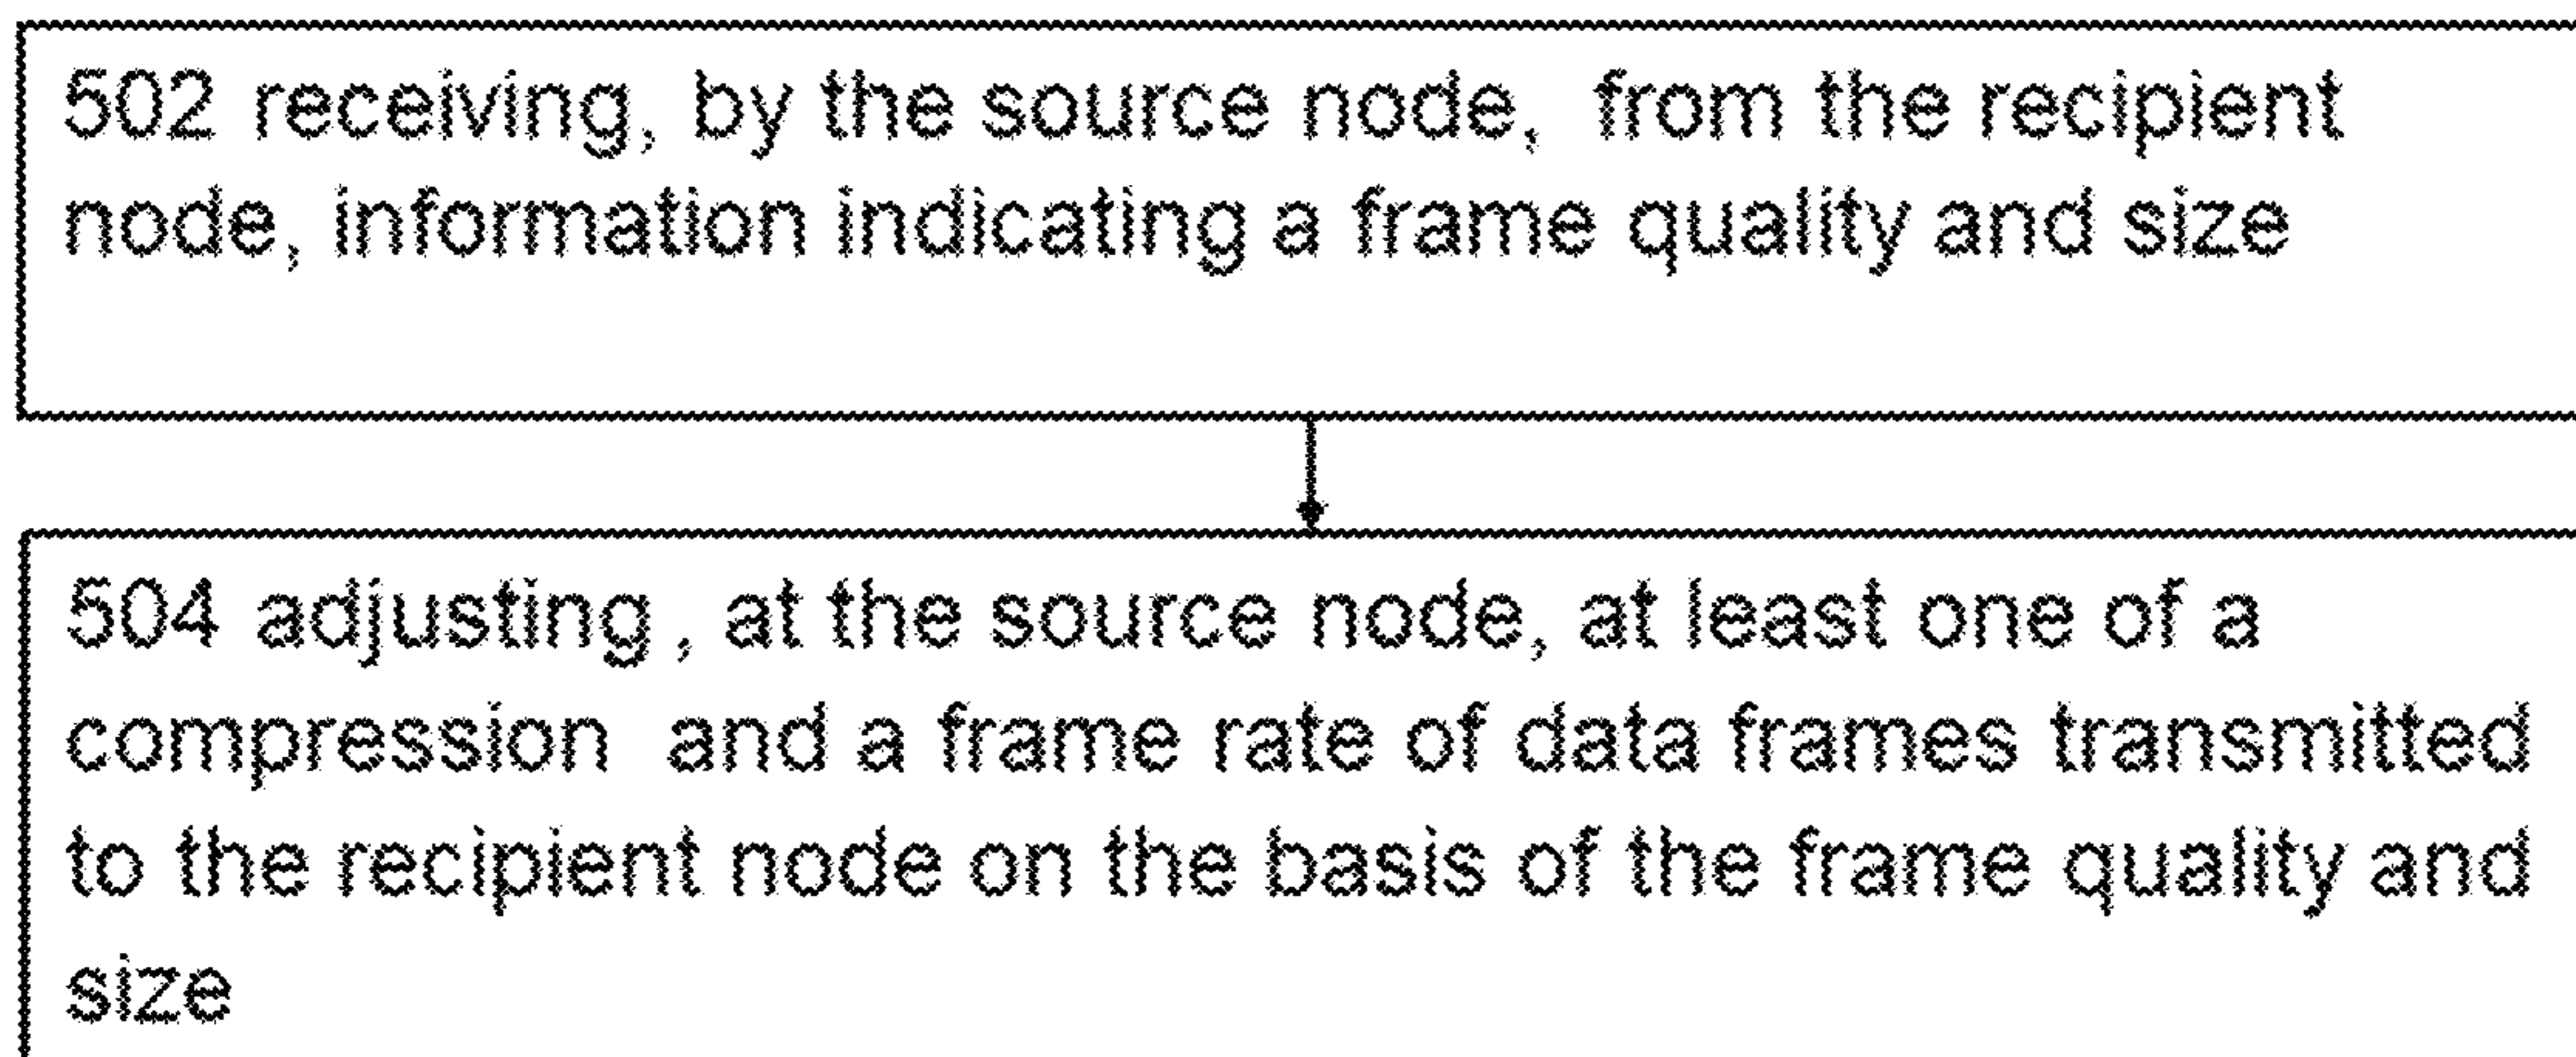 502 receiving, by the source node, from the recipient
node, information indicating a frame quality and size
504 adjusting , at the source node, at least one of a
compression and a frame rate of data frames transmitted
to the recipient node on the basis of the frame quality and
size